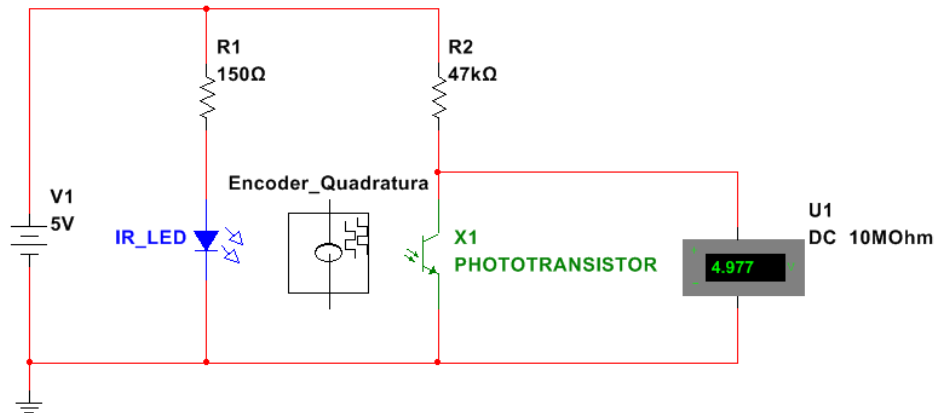 R1
150Ω
R2
47kΩ
Encoder_Quadratura
V1
5V
IR_LED
X1
PHOTOTRANSISTOR
U1
DC 10MOhm
+
4.977
V
-